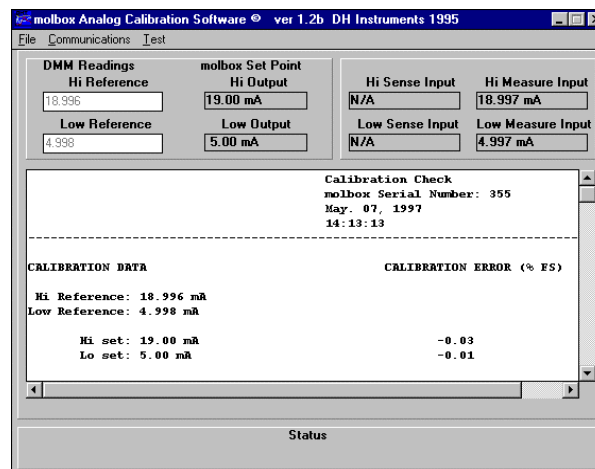 molbox Analog Calibration Software © ver 1.2b DH Instruments 1995
File Communications Test
DMM Readings molbox Set Point
Hi Reference Hi Output Hi Sense Input Hi Measure Input
18.996 19.00 mA N/A 18.997 mA
Low Reference Low Output Low Sense Input Low Measure Input
4.998 5.00 mA N/A 4.997 mA
Calibration Check
molbox Serial Number: 355
May. 07, 1997
14:13:13
--------------------------------------------------------------------------------
CALIBRATION DATA CALIBRATION ERROR (% FS)
Hi Reference: 18.996 mA
Low Reference: 4.998 mA
Hi set: 19.00 mA -0.03
Lo set: 5.00 mA -0.01
Status